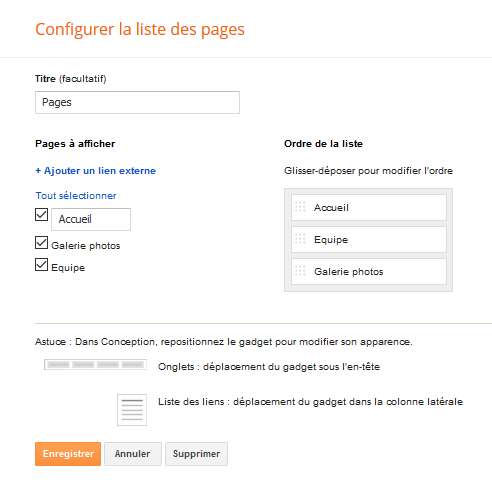 Configurer la liste des pages
Titre (facultatif)
Pages
Pages à afficher
+ Ajouter un lien externe
Tout sélectionner
Accueil
Galerie photos
Equipe
Ordre de la liste
Glisser-déposer pour modifier l'ordre
Accueil
Equipe
Galerie photos
Astuce : Dans Conception, repositionnez le gadget pour modifier son apparence.
Onglets : déplacement du gadget sous l'en-tête
Liste des liens : déplacement du gadget dans la colonne latérale
Enregistrer Annuler Supprimer